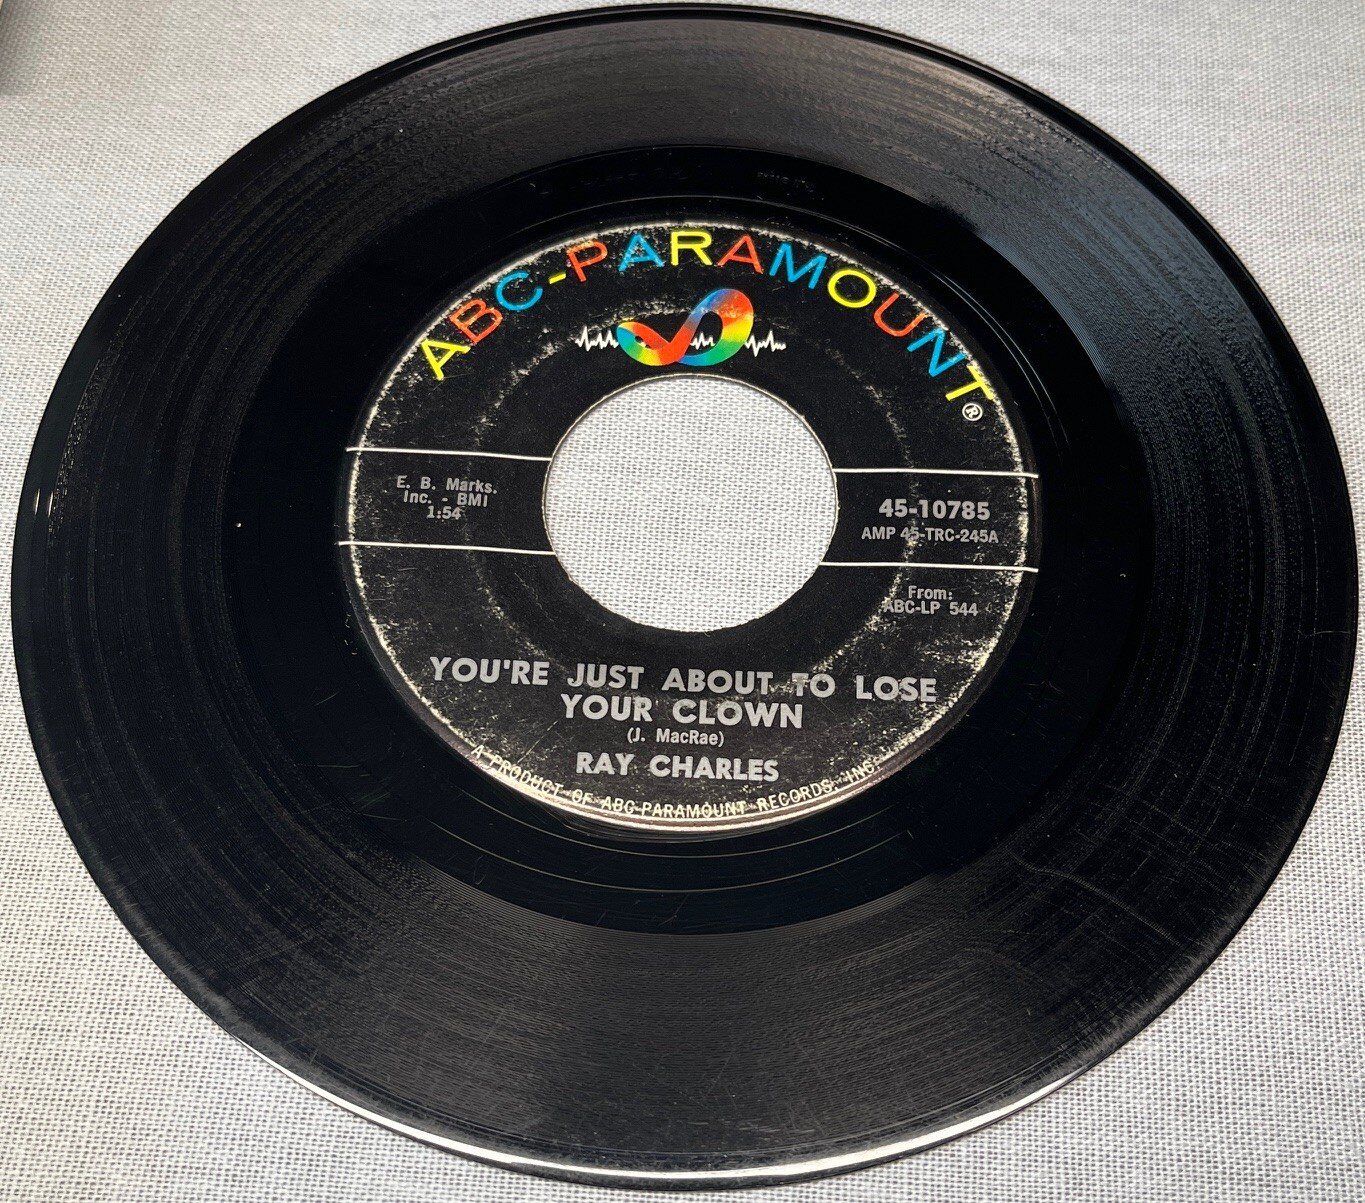 ABC-PARAMOUNT®
E. B. Marks.
Inc. - BMI
1:54
45-10785
AMP 45-TRC-245A
From:
ABC-LP 544
YOU'RE JUST ABOUT TO LOSE
YOUR CLOWN
(J. MacRae)
RAY CHARLES
A PRODUCT OF ABC-PARAMOUNT RECORDS, INC.